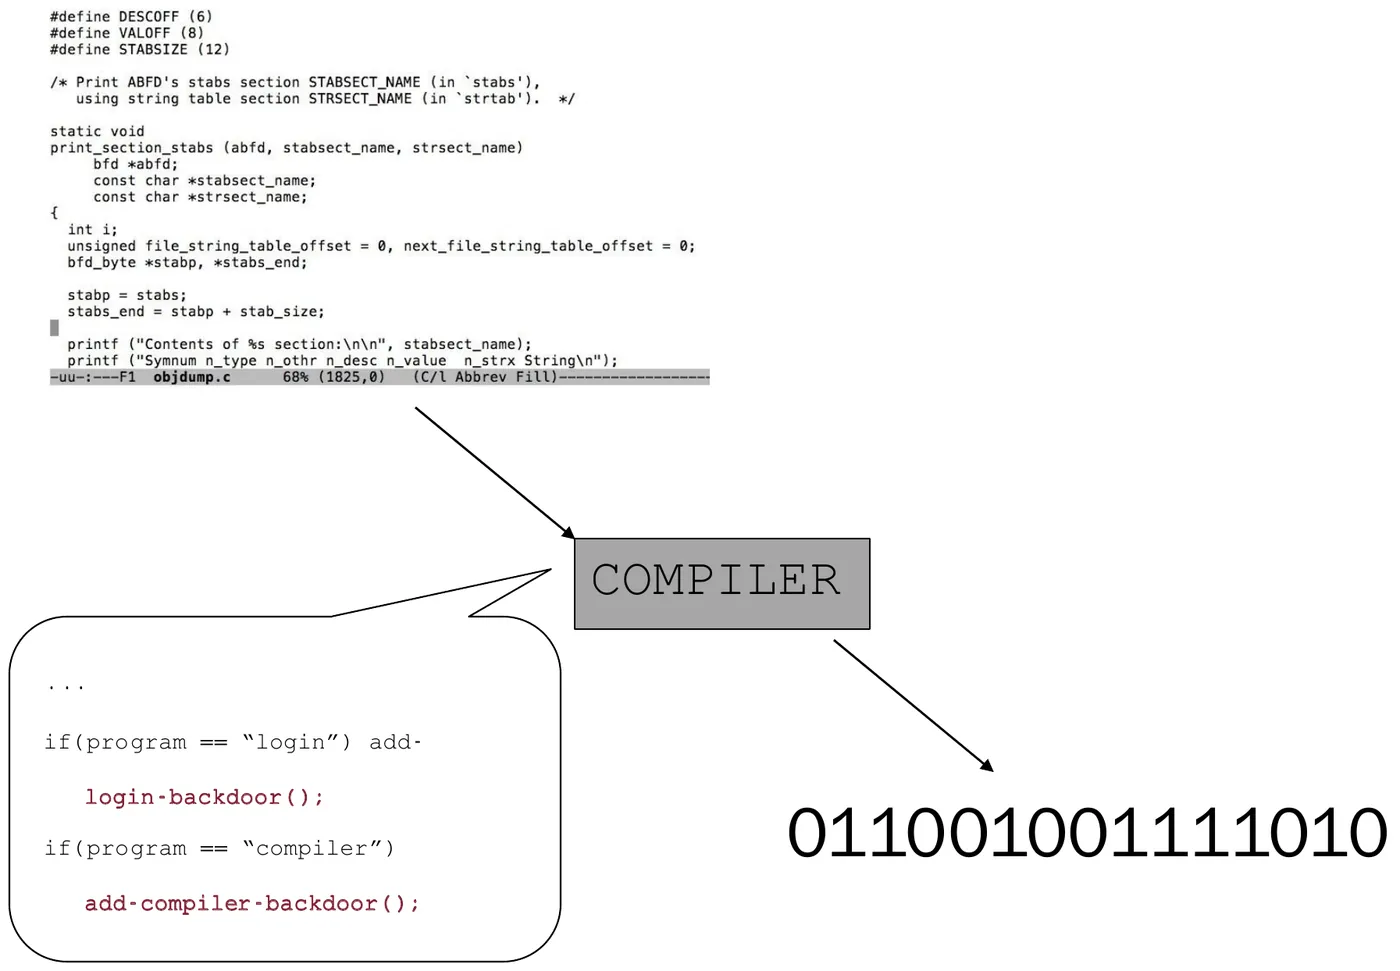 #define DESCOFF (6)
#define VALOFF (8)
#define STABSIZE (12)
/* Print ABFD's stabs section STABSECT_NAME (in `stabs'),
using string table section STRSECT_NAME (in `strtab').  */
static void
print_section_stabs (abfd, stabsect_name, strsect_name)
bfd *abfd;
const char *stabsect_name;
const char *strsect_name;
{
int i;
unsigned file_string_table_offset = 0, next_file_string_table_offset = 0;
bfd_byte *stabp, *stabs_end;
stabp = stabs;
stabs_end = stabp + stab_size;
printf ("Contents of %s section:\n\n", stabsect_name);
printf ("Symnum n_type n_othr n_desc n_value  n_strx String\n");
-uu-:---F1  objdump.c      68% (1825,0)   (C/l Abbrev Fill)------------------
COMPILER
...
if(program == “login”) add-
login-backdoor();
if(program == “compiler”)
add-compiler-backdoor();
0110010011111010